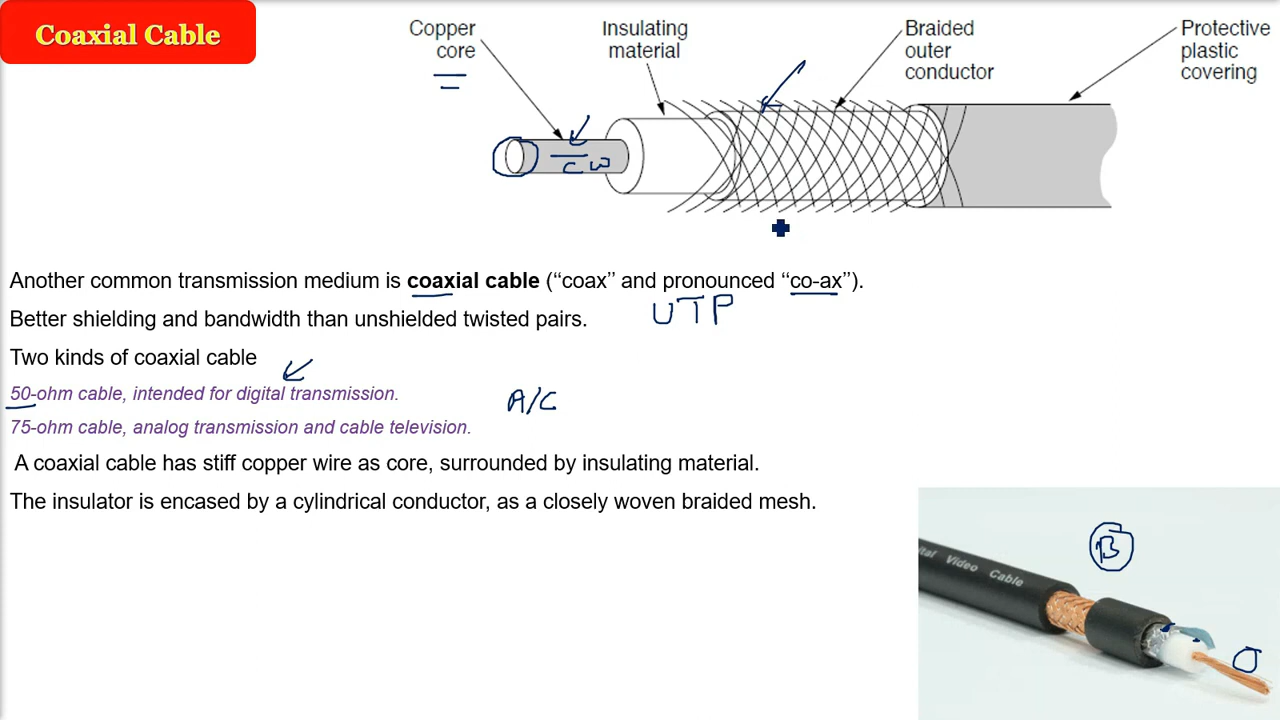 Coaxial Cable
Copper
core
Insulating
material
Braided
outer
conductor
Protective
plastic
covering
C W
Another common transmission medium is coaxial cable (‘‘coax’’ and pronounced ‘‘co-ax’’).
Better shielding and bandwidth than unshielded twisted pairs.
UTP
Two kinds of coaxial cable
50-ohm cable, intended for digital transmission.
75-ohm cable, analog transmission and cable television.
A coaxial cable has stiff copper wire as core, surrounded by insulating material.
The insulator is encased by a cylindrical conductor, as a closely woven braided mesh.
B
Video Cable